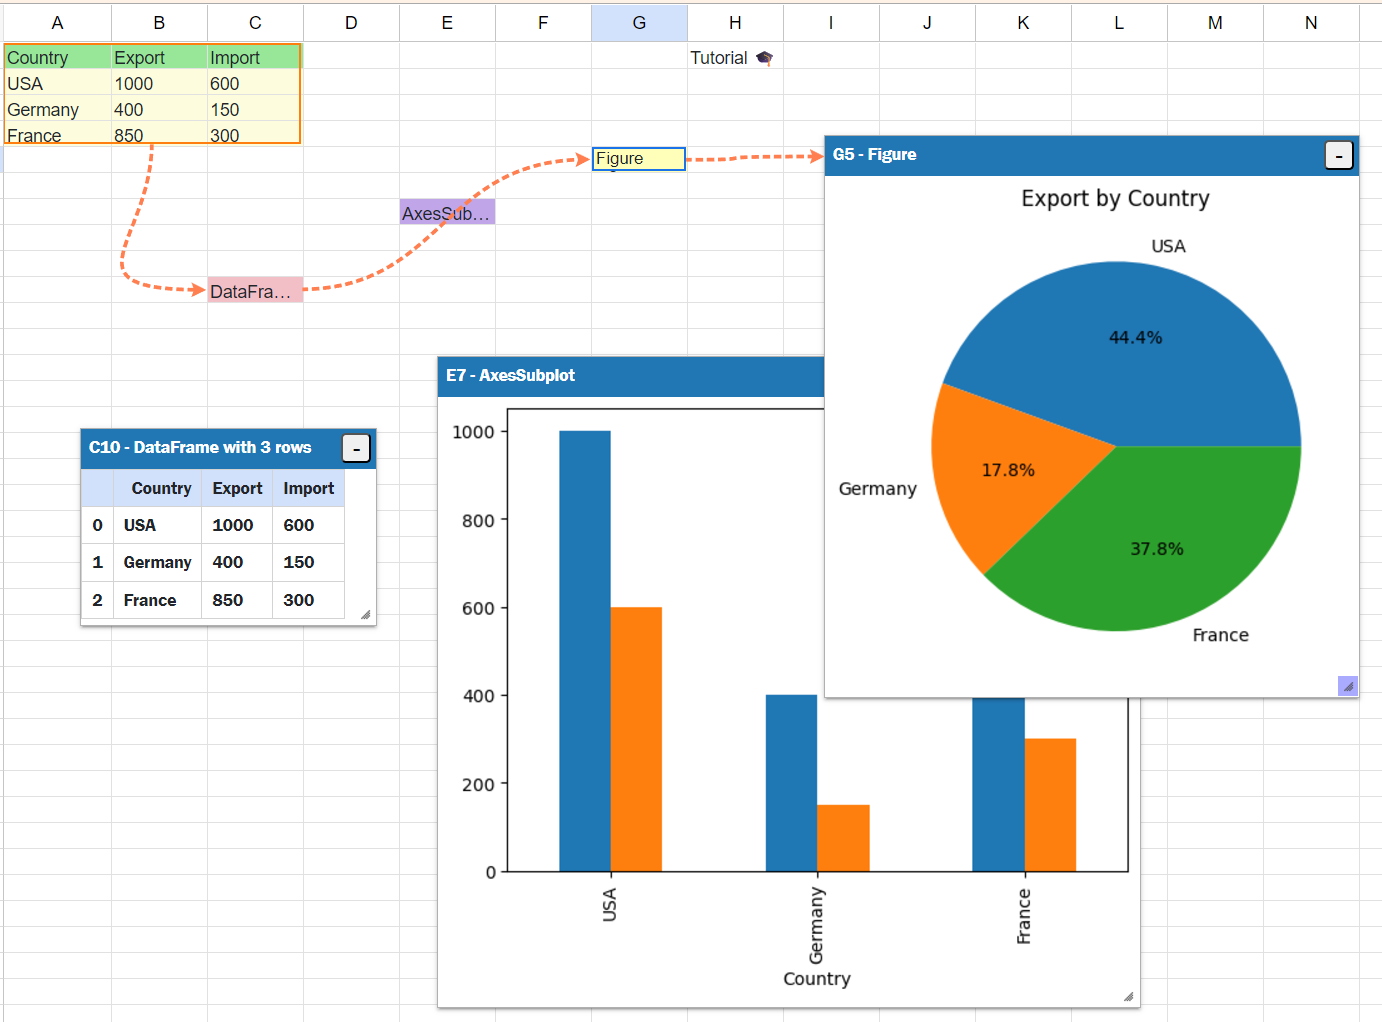 A B C D E F G H I J K L M N
Country Export Import
USA 1000 600
Germany 400 150
France 850 300
Tutorial 🎓
Figure
AxesSub...
DataFra...
G5 - Figure
-
Export by Country
USA
44.4%
17.8%
Germany
37.8%
France
E7 - AxesSubplot
1000
800
600
400
200
0
USA
Germany
France
Country
C10 - DataFrame with 3 rows
-
Country Export Import
0 USA 1000 600
1 Germany 400 150
2 France 850 300